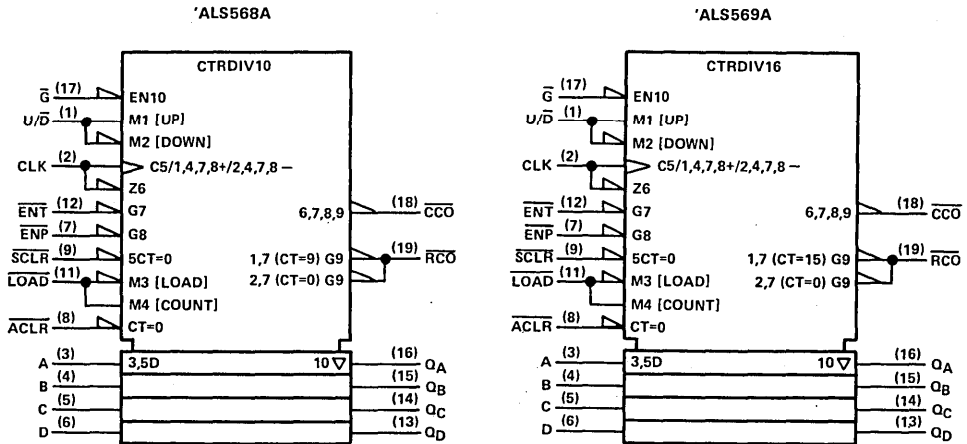 'ALS568A
CTRDIV10
G̅ (17) EN10
U/D̅ (1) M1 [UP]
M2 [DOWN]
CLK (2) C5/1,4,7,8+/2,4,7,8−
Z6
E̅N̅T̅ (12) G7 6,7,8,9 (18) C̅C̅O̅
E̅N̅P̅ (7) G8
S̅C̅L̅R̅ (9) 5CT=0 1,7 (CT=9) G9 (19) R̅C̅O̅
L̅O̅A̅D̅ (11) M3 [LOAD] 2,7 (CT=0) G9
M4 [COUNT]
A̅C̅L̅R̅ (8) CT=0
A (3) 3,5D 10 ▽ (16) QA
B (4) (15) QB
C (5) (14) QC
D (6) (13) QD
'ALS569A
CTRDIV16
G̅ (17) EN10
U/D̅ (1) M1 [UP]
M2 [DOWN]
CLK (2) C5/1,4,7,8+/2,4,7,8−
Z6
E̅N̅T̅ (12) G7 6,7,8,9 (18) C̅C̅O̅
E̅N̅P̅ (7) G8
S̅C̅L̅R̅ (9) 5CT=0 1,7 (CT=15) G9 (19) R̅C̅O̅
L̅O̅A̅D̅ (11) M3 [LOAD] 2,7 (CT=0) G9
M4 [COUNT]
A̅C̅L̅R̅ (8) CT=0
A (3) 3,5D 10 ▽ (16) QA
B (4) (15) QB
C (5) (14) QC
D (6) (13) QD